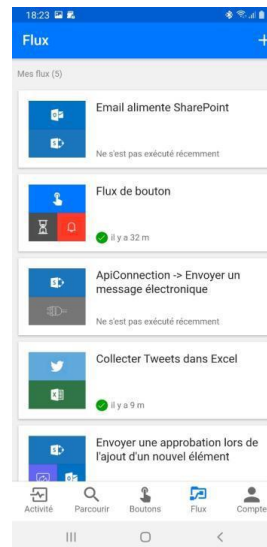 18:23
Flux
Mes flux (5)
Email alimente SharePoint
Ne s'est pas exécuté récemment
Flux de bouton
il y a 32 m
ApiConnection -> Envoyer un
message électronique
Ne s'est pas exécuté récemment
Collecter Tweets dans Excel
il y a 9 m
Envoyer une approbation lors de
l'ajout d'un nouvel élément
Activité Parcourir Boutons Flux Compte